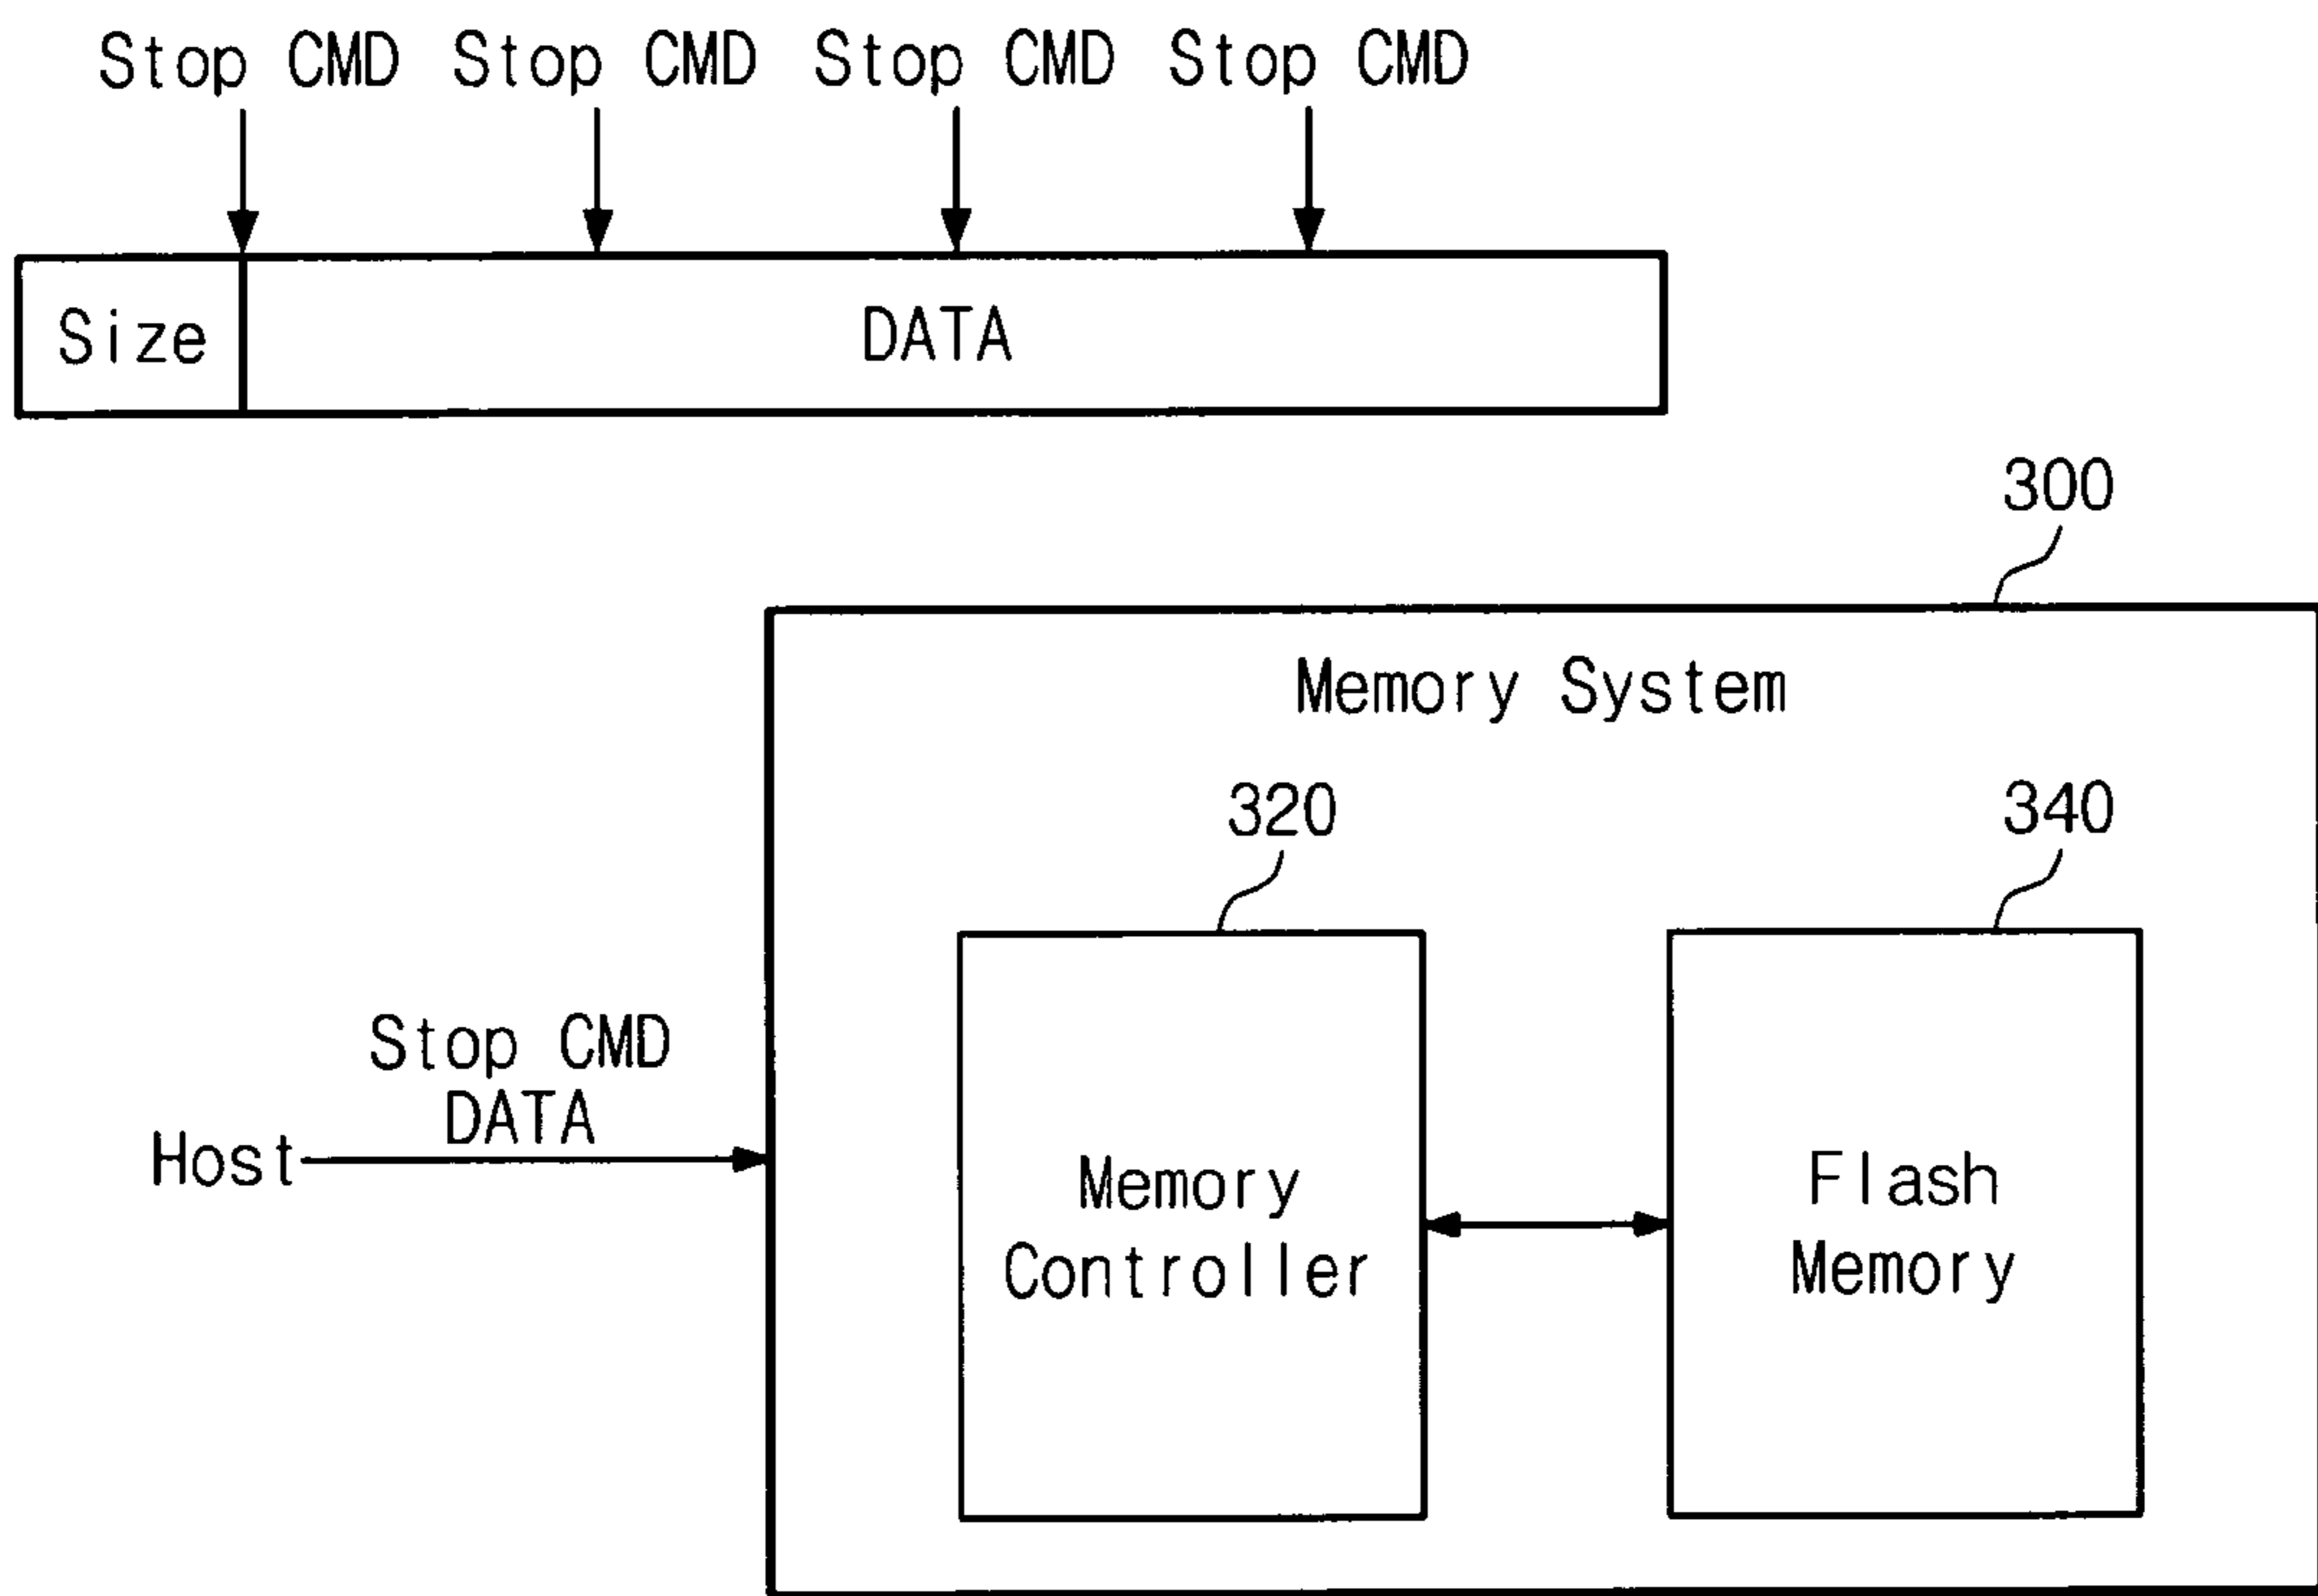 Stop CMD Stop CMD Stop CMD Stop CMD
Size DATA
300
Memory System
320 340
Stop CMD
DATA
Host
Memory
Controller
Flash
Memory